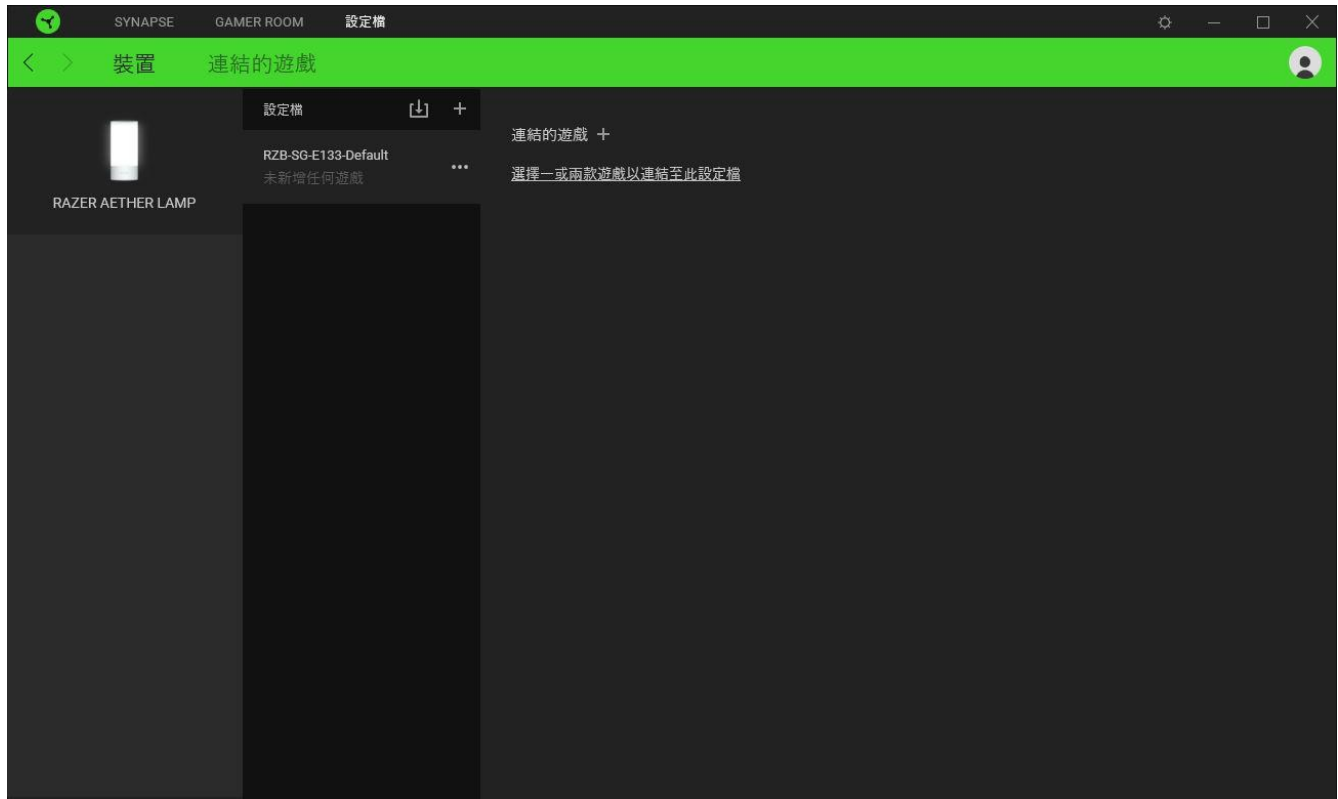 SYNAPSE GAMER ROOM 設定檔
裝置 連結的遊戲
RAZER AETHER LAMP
設定檔
RZB-SG-E133-Default
未新增任何遊戲
連結的遊戲
選擇一或兩款遊戲以連結至此設定檔